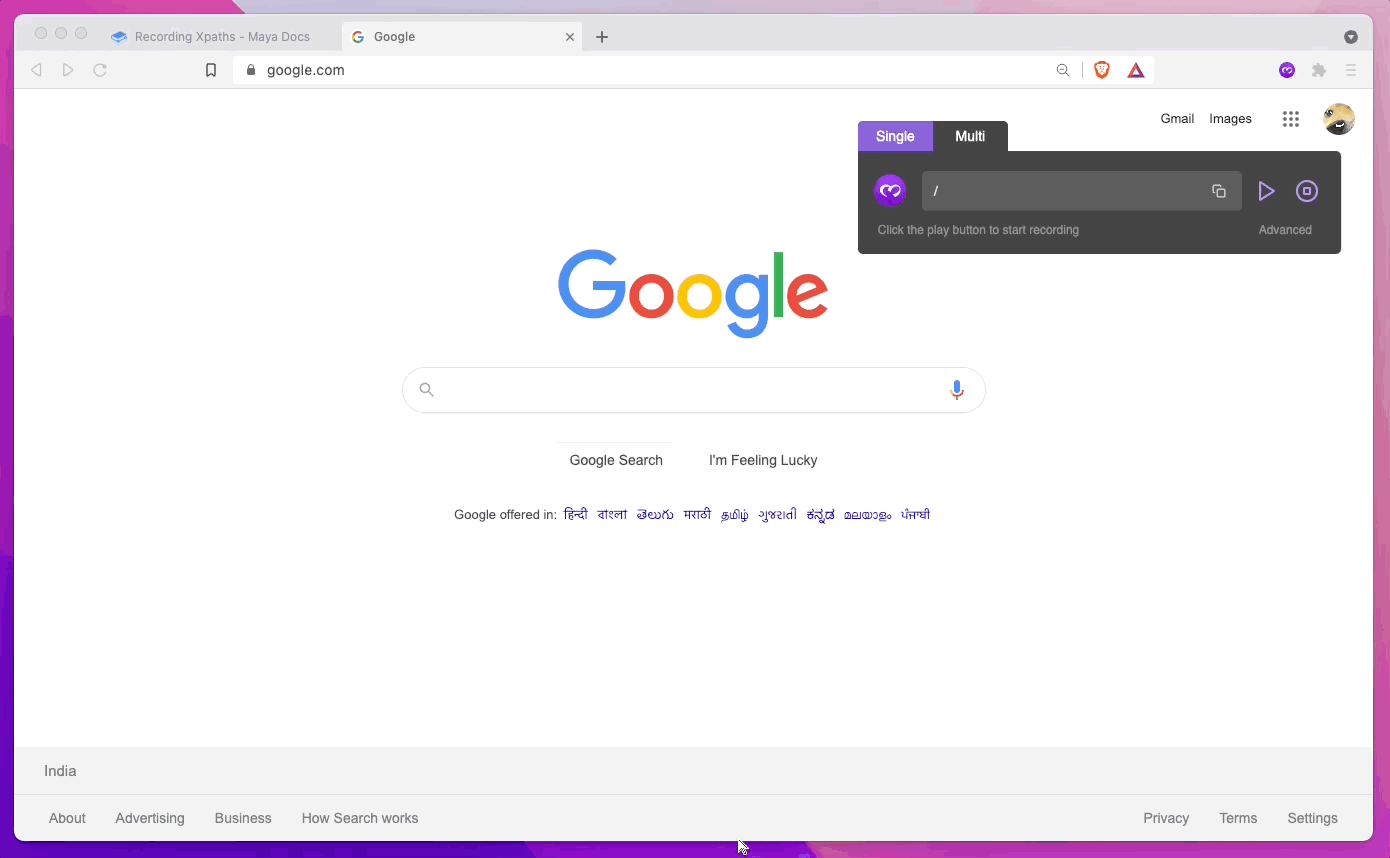 Recording Xpaths - Maya Docs
Google
google.com
Gmail Images
Single Multi
/
Click the play button to start recording Advanced
Google
Google Search I'm Feeling Lucky
Google offered in: हिन्दी বাংলা తెలుగు मराठी தமிழ் ગુજરાતી ಕನ್ನಡ മലയാളം ਪੰਜਾਬੀ
India
About Advertising Business How Search works Privacy Terms Settings